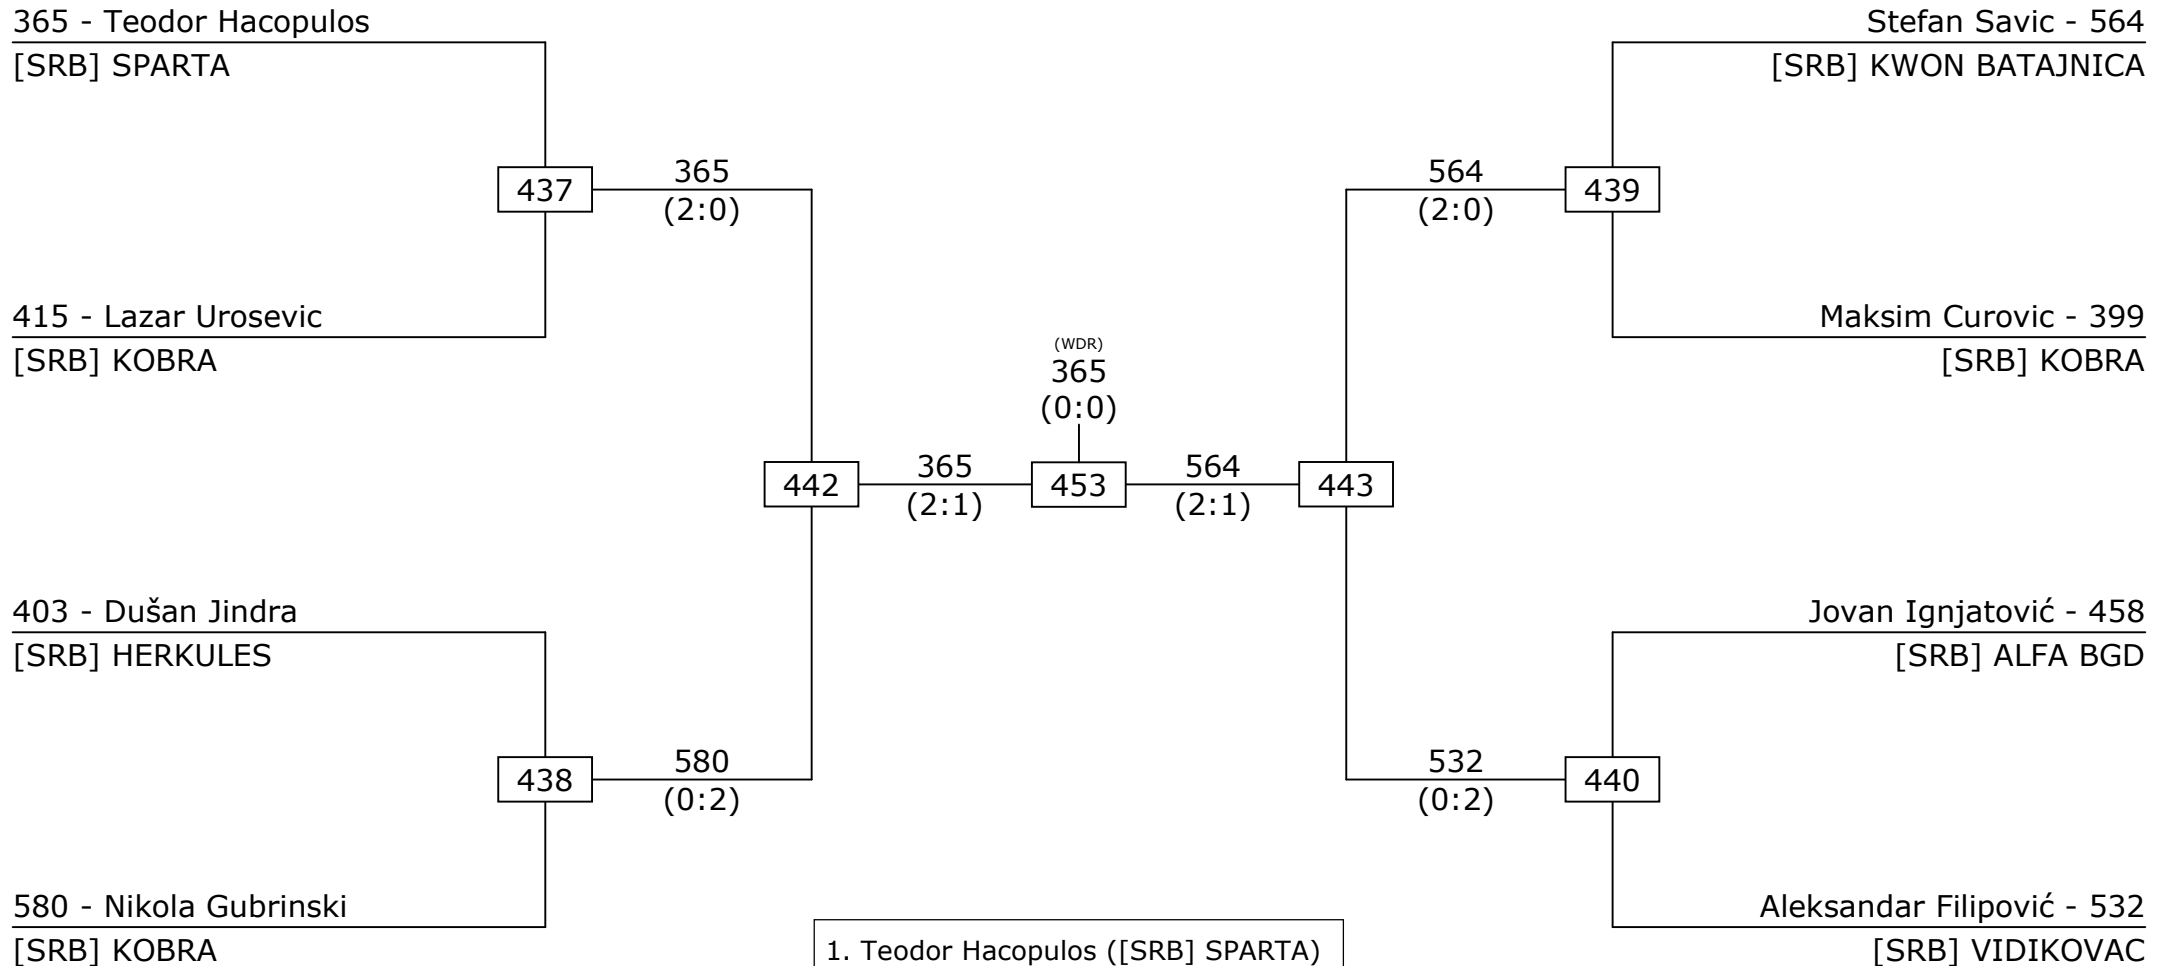 365 - Teodor Hacopulos
[SRB] SPARTA
Stefan Savic - 564
[SRB] KWON BATAJNICA
437
365
(2:0)
564
(2:0)
439
415 - Lazar Urosevic
[SRB] KOBRA
Maksim Curovic - 399
[SRB] KOBRA
(WDR)
365
(0:0)
442
365
(2:1)
453
564
(2:1)
443
403 - Dušan Jindra
[SRB] HERKULES
Jovan Ignjatović - 458
[SRB] ALFA BGD
438
580
(0:2)
532
(0:2)
440
580 - Nikola Gubrinski
[SRB] KOBRA
Aleksandar Filipović - 532
[SRB] VIDIKOVAC
1. Teodor Hacopulos ([SRB] SPARTA)